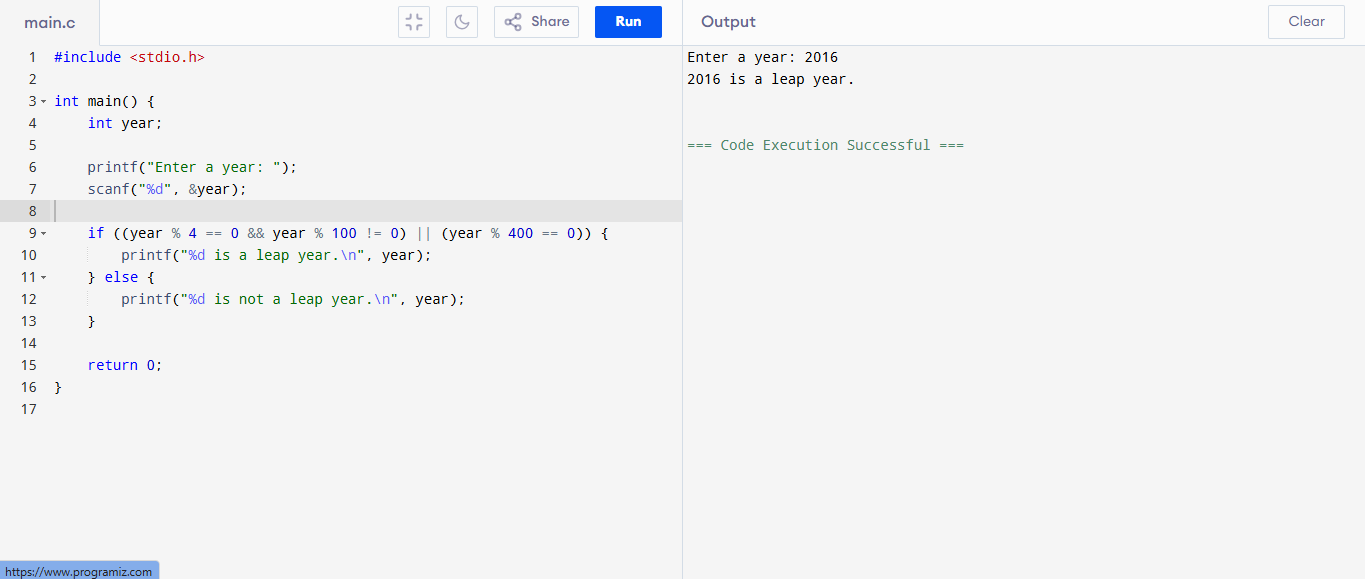 main.c
Share
Run
Output
Clear
1 #include <stdio.h>
2
3 int main() {
4     int year;
5
6     printf("Enter a year: ");
7     scanf("%d", &year);
8
9     if ((year % 4 == 0 && year % 100 != 0) || (year % 400 == 0)) {
10         printf("%d is a leap year.\n", year);
11     } else {
12         printf("%d is not a leap year.\n", year);
13     }
14
15     return 0;
16 }
17
Enter a year: 2016
2016 is a leap year.
=== Code Execution Successful ===
https://www.programiz.com